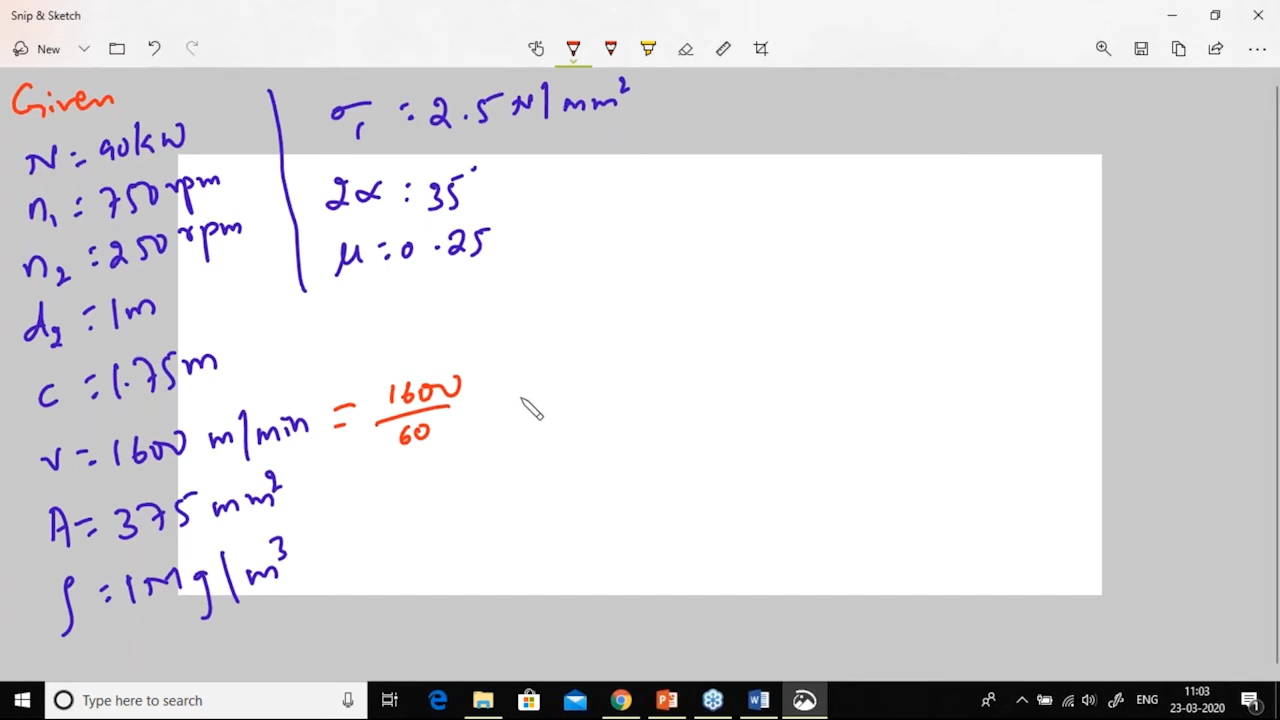 Snip & Sketch
New
Given
N = 90kW
n1 = 750 rpm
n2 = 250 rpm
d2 = 1m
c = 1.75m
v = 1600 m/min = 1600/60
A = 375 mm²
ρ = 1Mg/m³
σ1 = 2.5 N/mm²
2α = 35°
μ = 0.25
Type here to search
ENG
11:03
23-03-2020
1